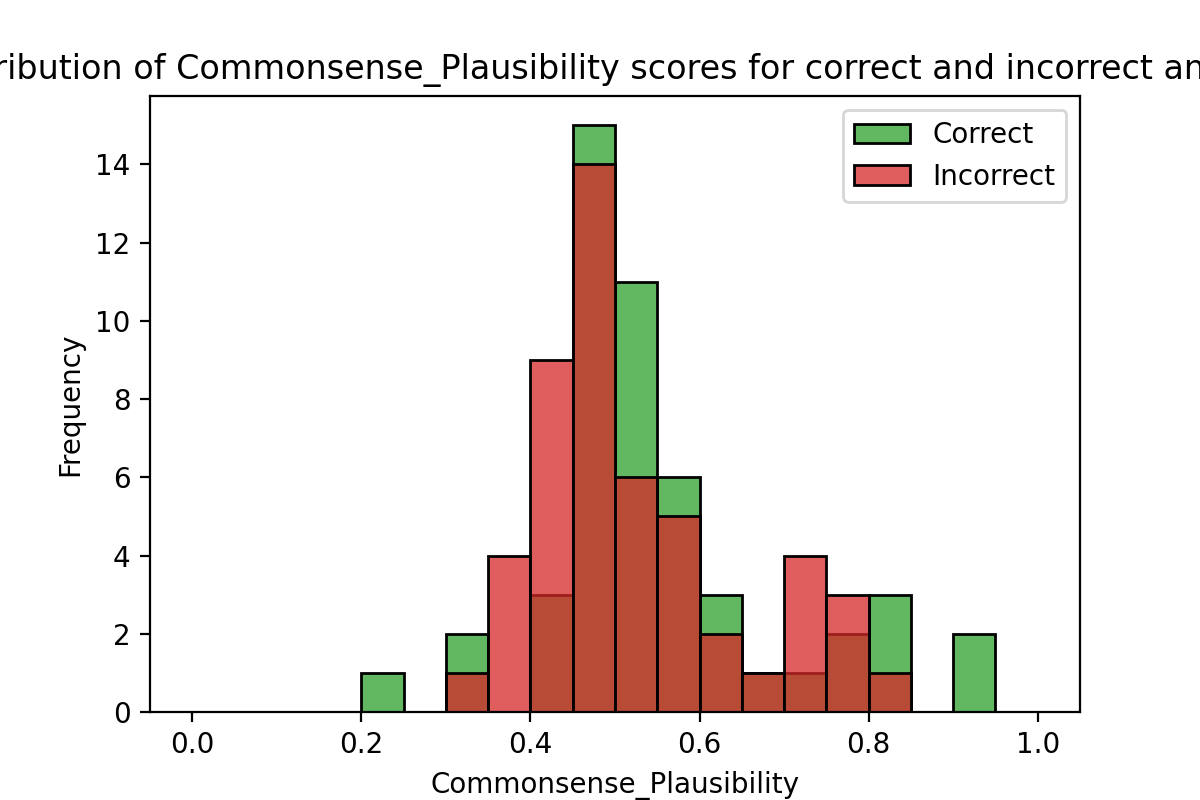 ribution of Commonsense_Plausibility scores for correct and incorrect an
Correct
Incorrect
Frequency
14
12
10
8
6
4
2
0
0.0 0.2 0.4 0.6 0.8 1.0
Commonsense_Plausibility